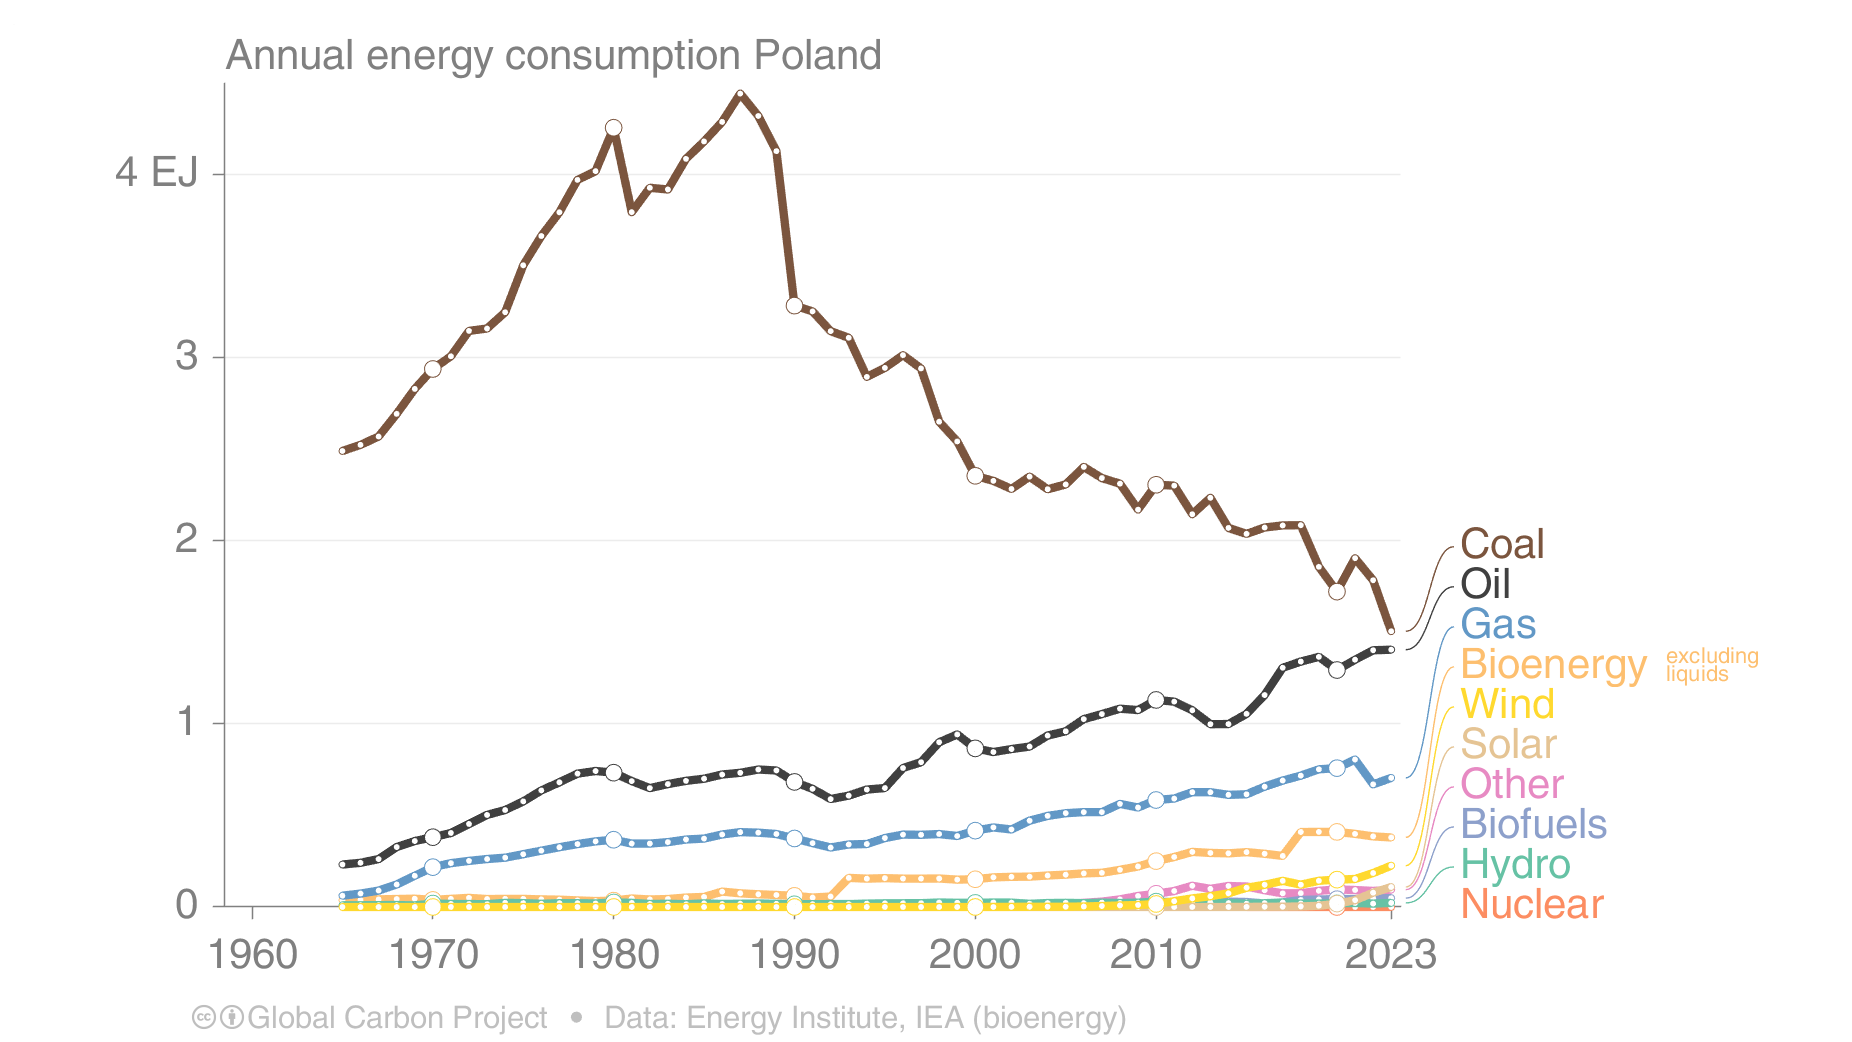 Annual energy consumption Poland
4 EJ
3
2
1
0
1960 1970 1980 1990 2000 2010 2023
Coal
Oil
Gas
Bioenergy excluding liquids
Wind
Solar
Other
Biofuels
Hydro
Nuclear
cc Global Carbon Project • Data: Energy Institute, IEA (bioenergy)